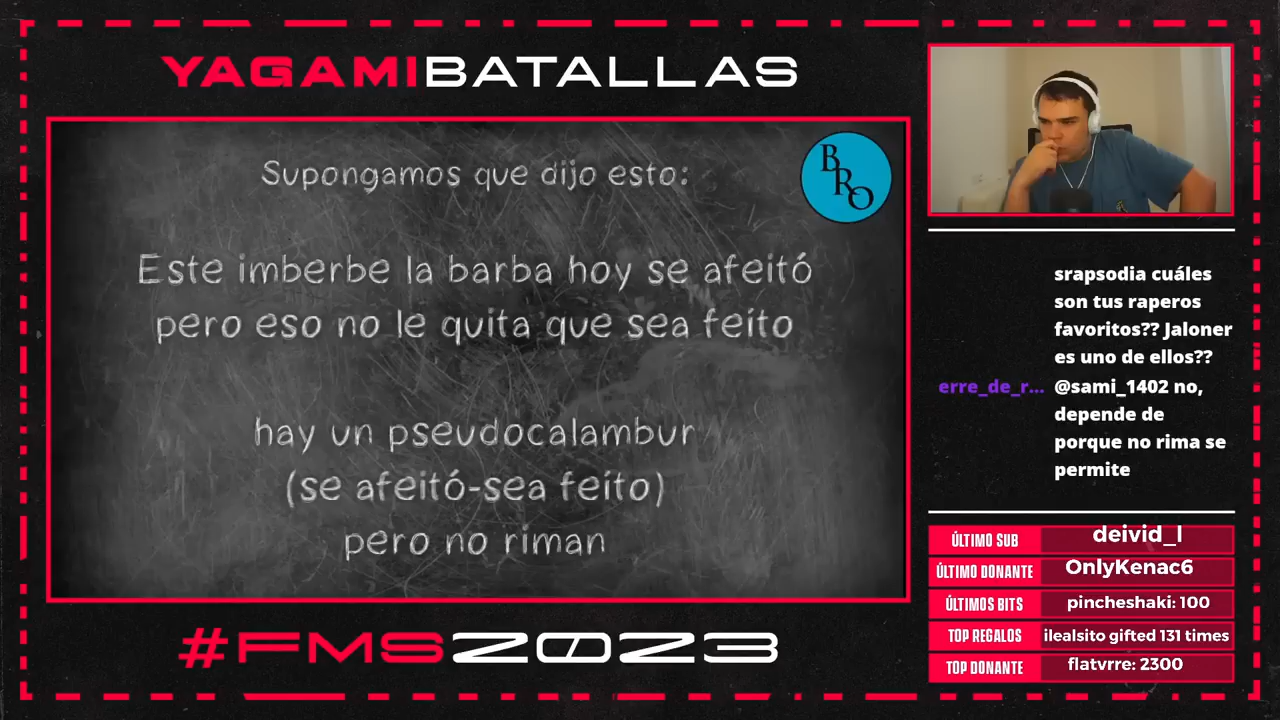 YAGAMIBATALLAS
Supongamos que dijo esto:
BRO
Este imberbe la barba hoy se afeitó
pero eso no le quita que sea feíto
hay un pseudocalambur
(se afeitó-sea feíto)
pero no riman
#FMS2023
srapsodia cuáles
son tus raperos
favoritos?? Jaloner
es uno de ellos??
erre_de_r... @sami_1402 no,
depende de
porque no rima se
permite
ÚLTIMO SUB deivid_l
ÚLTIMO DONANTE OnlyKenac6
ÚLTIMOS BITS pincheshaki: 100
TOP REGALOS ilealsito gifted 131 times
TOP DONANTE flatvrre: 2300